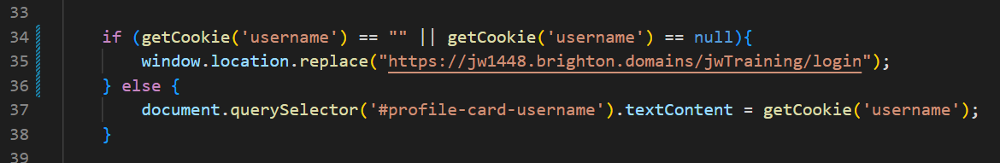 33
34 if (getCookie('username') == "" || getCookie('username') == null){
35 window.location.replace("https://jw1448.brighton.domains/jwTraining/login");
36 } else {
37 document.querySelector('#profile-card-username').textContent = getCookie('username');
38 }
39